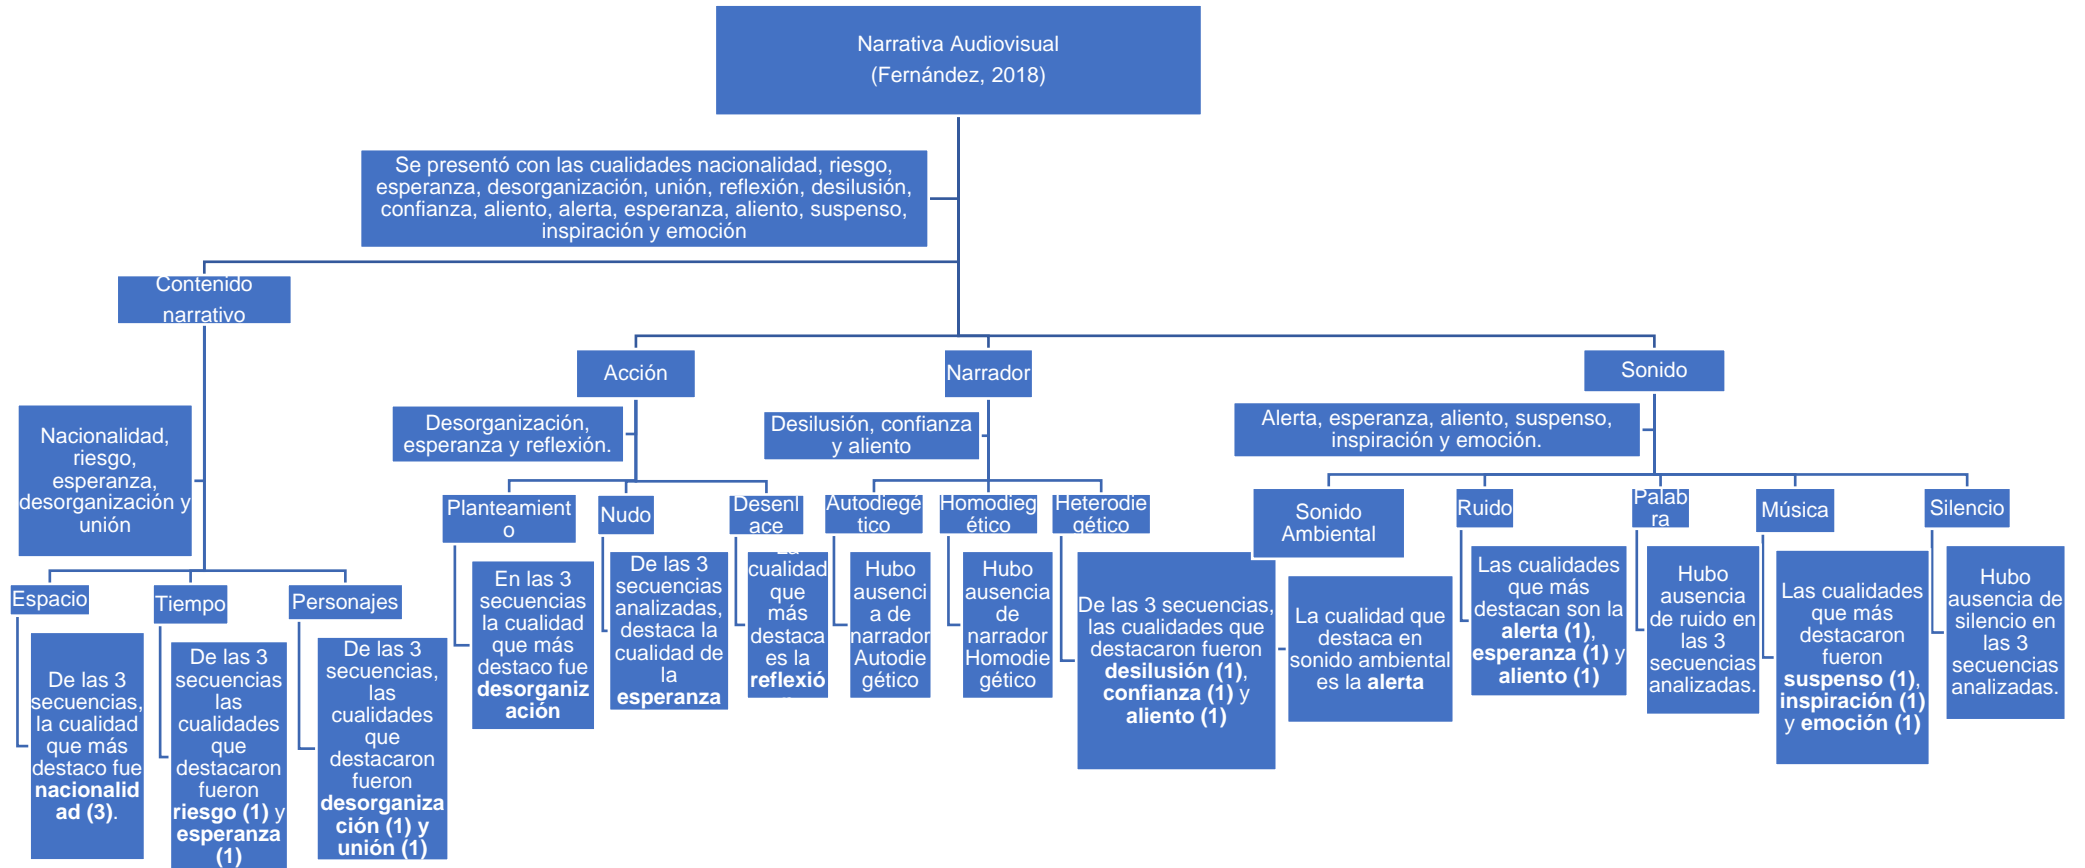 Narrativa Audiovisual
(Fernández, 2018)
Se presentó con las cualidades nacionalidad, riesgo,
esperanza, desorganización, unión, reflexión, desilusión,
confianza, aliento, alerta, esperanza, aliento, suspenso,
inspiración y emoción
Contenido
narrativo
Nacionalidad,
riesgo,
esperanza,
desorganización y
unión
Espacio
De las 3
secuencias,
la cualidad
que más
destaco fue
nacionalid
ad (3).
Tiempo
De las 3
secuencias
las
cualidades
que
destacaron
fueron
riesgo (1) y
esperanza
(1)
Personajes
De las 3
secuencias,
las
cualidades
que
destacaron
fueron
desorganiza
ción (1) y
unión (1)
Acción
Desorganización,
esperanza y reflexión.
Planteamient
o
En las 3
secuencias
la cualidad
que más
destaco fue
desorganiz
ación
Nudo
De las 3
secuencias
analizadas,
destaca la
cualidad de
la
esperanza
Desenl
ace
La
cualidad
que
más
destaca
es la
reflexió
Narrador
Desilusión, confianza
y aliento
Autodiegé
tico
Hubo
ausenci
a de
narrador
Autodie
gético
Homodieg
ético
Hubo
ausencia
de
narrador
Homodie
gético
Heterodie
gético
De las 3 secuencias,
las cualidades que
destacaron fueron
desilusión (1),
confianza (1) y
aliento (1)
Sonido
Alerta, esperanza, aliento, suspenso,
inspiración y emoción.
Sonido
Ambiental
La cualidad que
destaca en
sonido ambiental
es la alerta
Ruido
Las cualidades
que más
destacan son la
alerta (1),
esperanza (1) y
aliento (1)
Palab
ra
Hubo
ausencia
de ruido en
las 3
secuencias
analizadas.
Música
Las cualidades
que más
destacaron
fueron
suspenso (1),
inspiración (1)
y emoción (1)
Silencio
Hubo
ausencia de
silencio en
las 3
secuencias
analizadas.